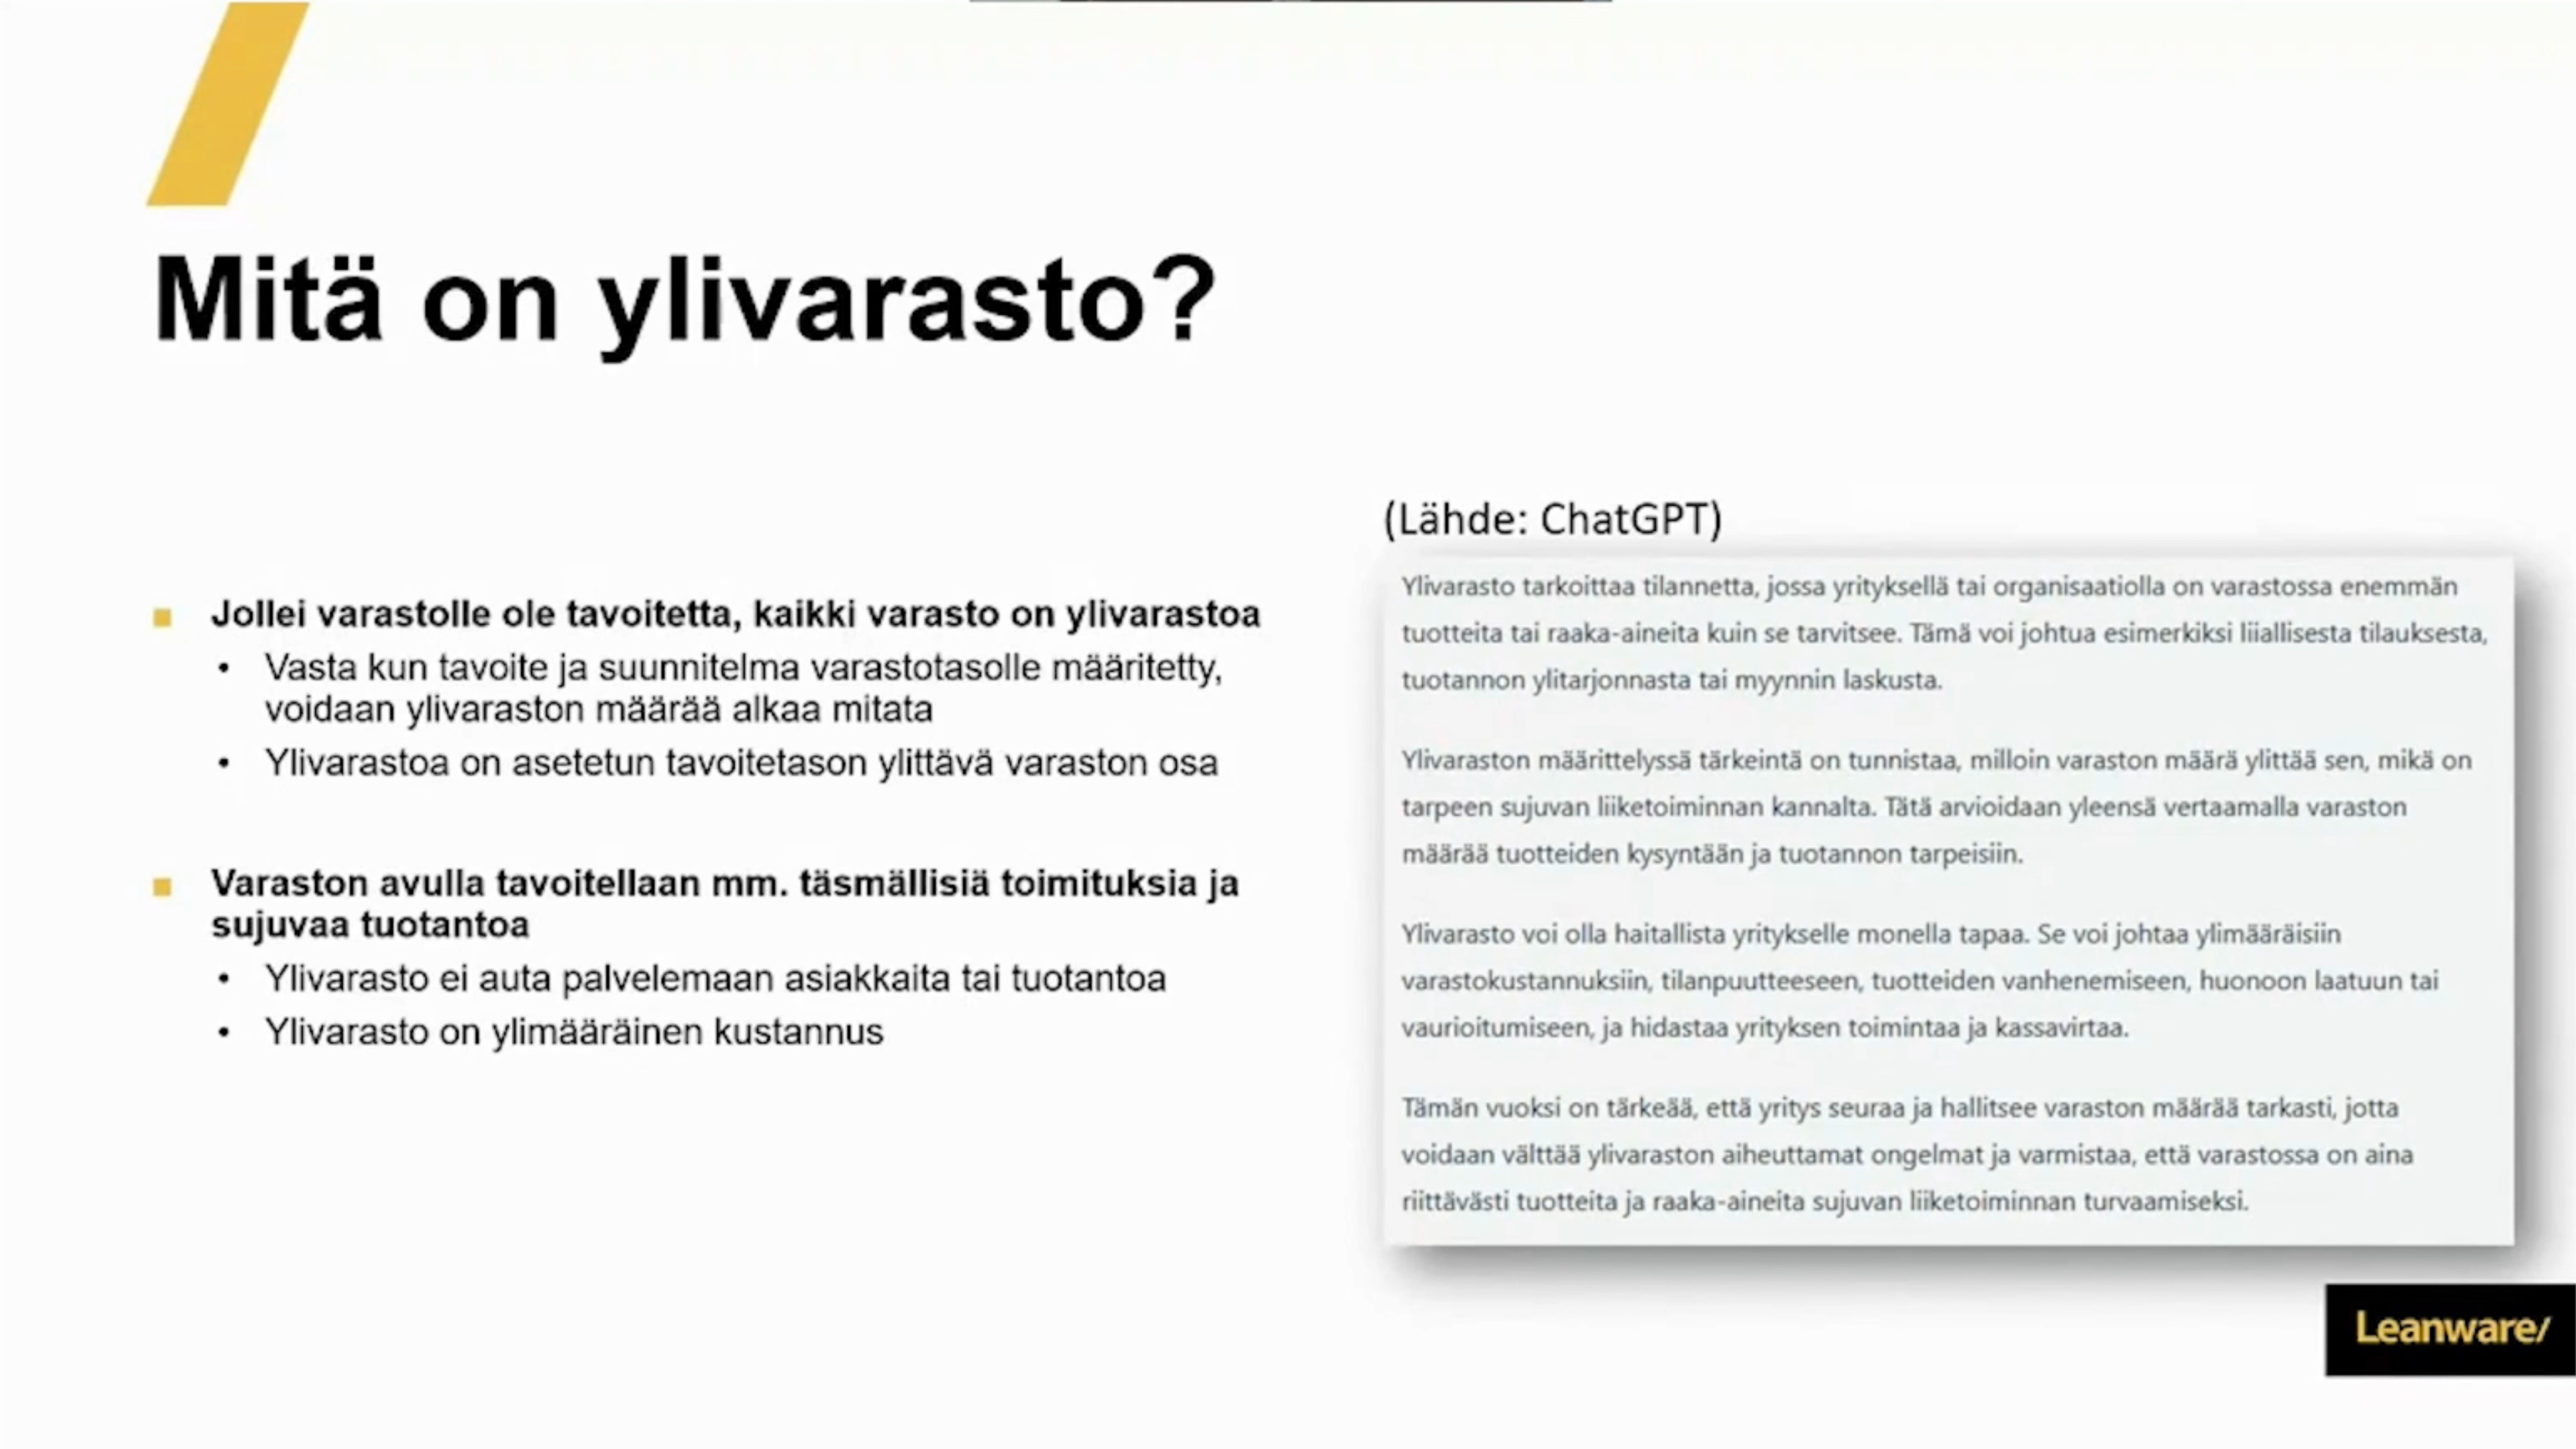 Mitä on ylivarasto?
Jollei varastolle ole tavoitetta, kaikki varasto on ylivarastoa
Vasta kun tavoite ja suunnitelma varastotasolle määritetty,
voidaan ylivaraston määrää alkaa mitata
Ylivarastoa on asetetun tavoitetason ylittävä varaston osa
Varaston avulla tavoitellaan mm. täsmällisiä toimituksia ja
sujuvaa tuotantoa
Ylivarasto ei auta palvelemaan asiakkaita tai tuotantoa
Ylivarasto on ylimääräinen kustannus
(Lähde: ChatGPT)
Ylivarasto tarkoittaa tilannetta, jossa yrityksellä tai organisaatiolla on varastossa enemmän
tuotteita tai raaka-aineita kuin se tarvitsee. Tämä voi johtua esimerkiksi liiallisesta tilauksesta,
tuotannon ylitarjonnasta tai myynnin laskusta.
Ylivaraston määrittelyssä tärkeintä on tunnistaa, milloin varaston määrä ylittää sen, mikä on
tarpeen sujuvan liiketoiminnan kannalta. Tätä arvioidaan yleensä vertaamalla varaston
määrää tuotteiden kysyntään ja tuotannon tarpeisiin.
Ylivarasto voi olla haitallista yritykselle monella tapaa. Se voi johtaa ylimääräisiin
varastokustannuksiin, tilanpuutteeseen, tuotteiden vanhenemiseen, huonoon laatuun tai
vaurioitumiseen, ja hidastaa yrityksen toimintaa ja kassavirtaa.
Tämän vuoksi on tärkeää, että yritys seuraa ja hallitsee varaston määrää tarkasti, jotta
voidaan välttää ylivaraston aiheuttamat ongelmat ja varmistaa, että varastossa on aina
riittävästi tuotteita ja raaka-aineita sujuvan liiketoiminnan turvaamiseksi.
Leanware/